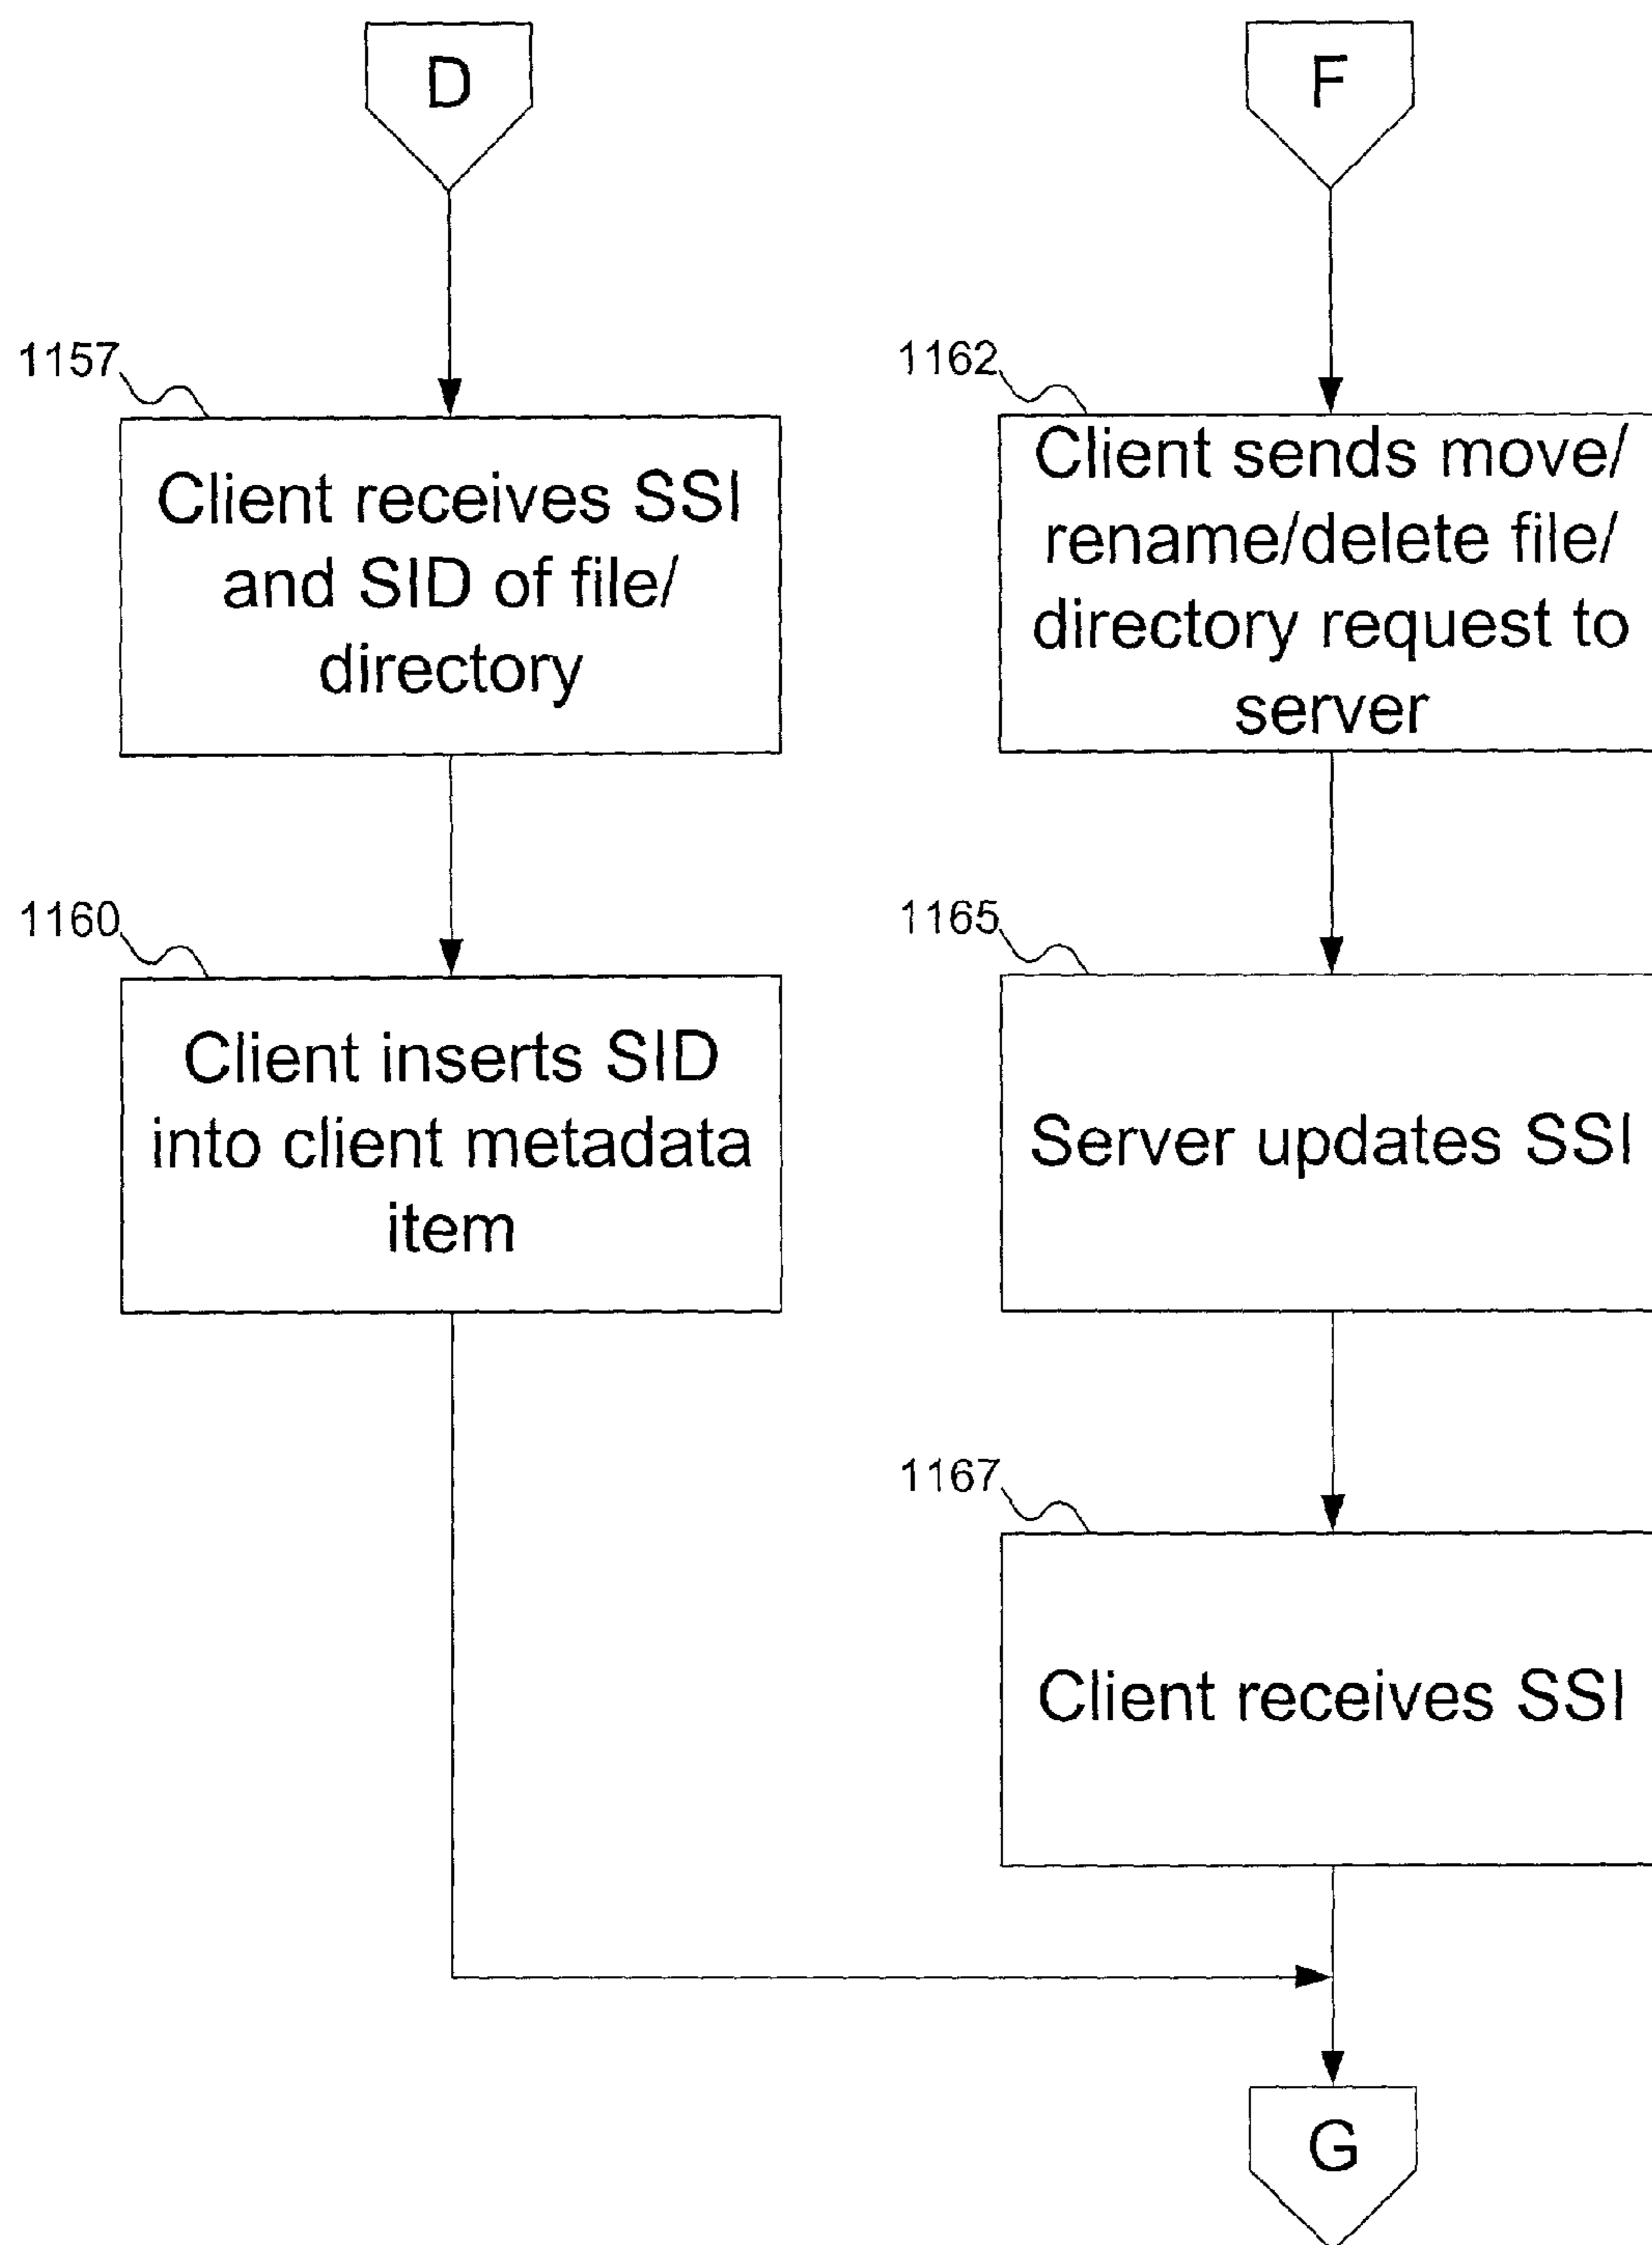 D
1157
Client receives SSI
and SID of file/
directory
1160
Client inserts SID
into client metadata
item
F
1162
Client sends move/
rename/delete file/
directory request to
server
1165
Server updates SSI
1167
Client receives SSI
G